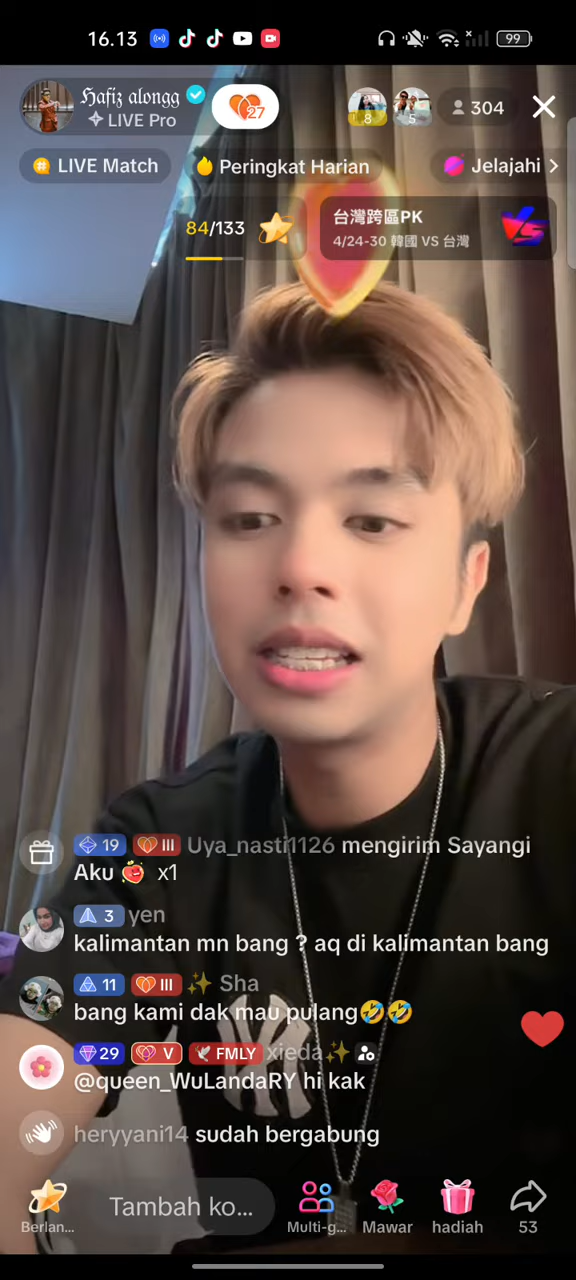 16.13
99
ℌafiz alongg
LIVE Pro
27
8
5
304
LIVE Match
Peringkat Harian
Jelajahi
84/133
台灣跨區PK
4/24-30 韓國 VS 台灣
VS
19 III Uya_nasti1126 mengirim Sayangi
Aku x1
3 yen
kalimantan mn bang ? aq di kalimantan bang
11 III ✨ Sha
bang kami dak mau pulang🤣🤣
29 V FMLY xieda✨
@queen_WuLandaRY hi kak
heryyani14 sudah bergabung
Tambah ko...
Berlan...
Multi-g...
Mawar
hadiah
53